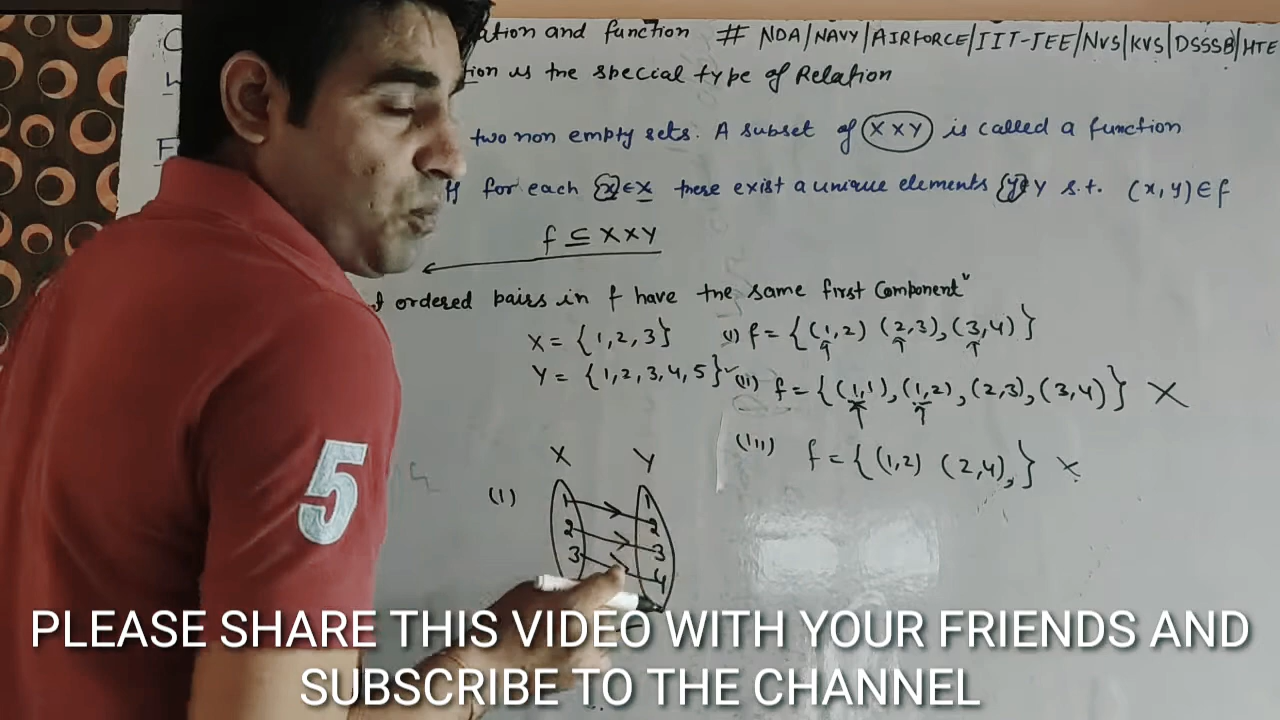 and function # NDA/NAVY/AIRFORCE/IIT-JEE/NVS/KVS/DSSSB/HTE
is the special type of Relation
two non empty sets. A subset of X×Y is called a function
for each {x}∈X there exist a unique elements {y}∈Y s.t. (x,y)∈f
f ⊆ X×Y
ordered pairs in f have the same first Component"
X = {1,2,3} (i) f = {(1,2) (2,3),(3,4)}
Y = {1,2,3,4,5} (ii) f = {(1,1),(1,2),(2,3),(3,4)} X
(iii) f = {(1,2) (2,4),} X
X Y
(i)
1 1
2 2
3 3
4
5
PLEASE SHARE THIS VIDEO WITH YOUR FRIENDS AND
SUBSCRIBE TO THE CHANNEL